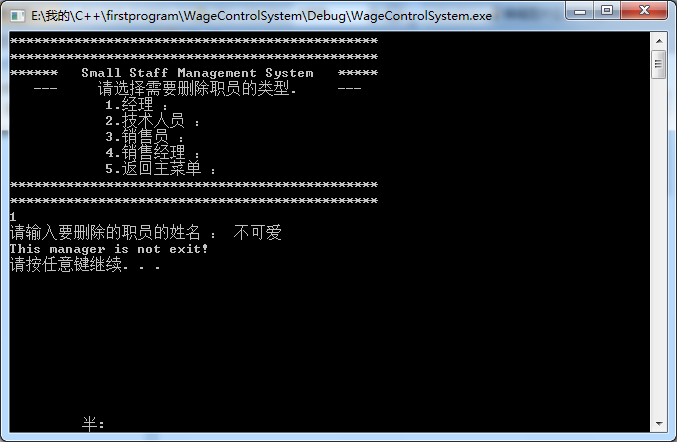 E:\我的\C++\firstprogram\WageControlSystem\Debug\WageControlSystem.exe
**********************************************
**********************************************
****** Small Staff Management System *****
--- 请选择需要删除职员的类型. ---
1.经理 :
2.技术人员 :
3.销售员 :
4.销售经理 :
5.返回主菜单 :
**********************************************
**********************************************
1
请输入要删除的职员的姓名 : 不可爱
This manager is not exit!
请按任意键继续. . .
半: